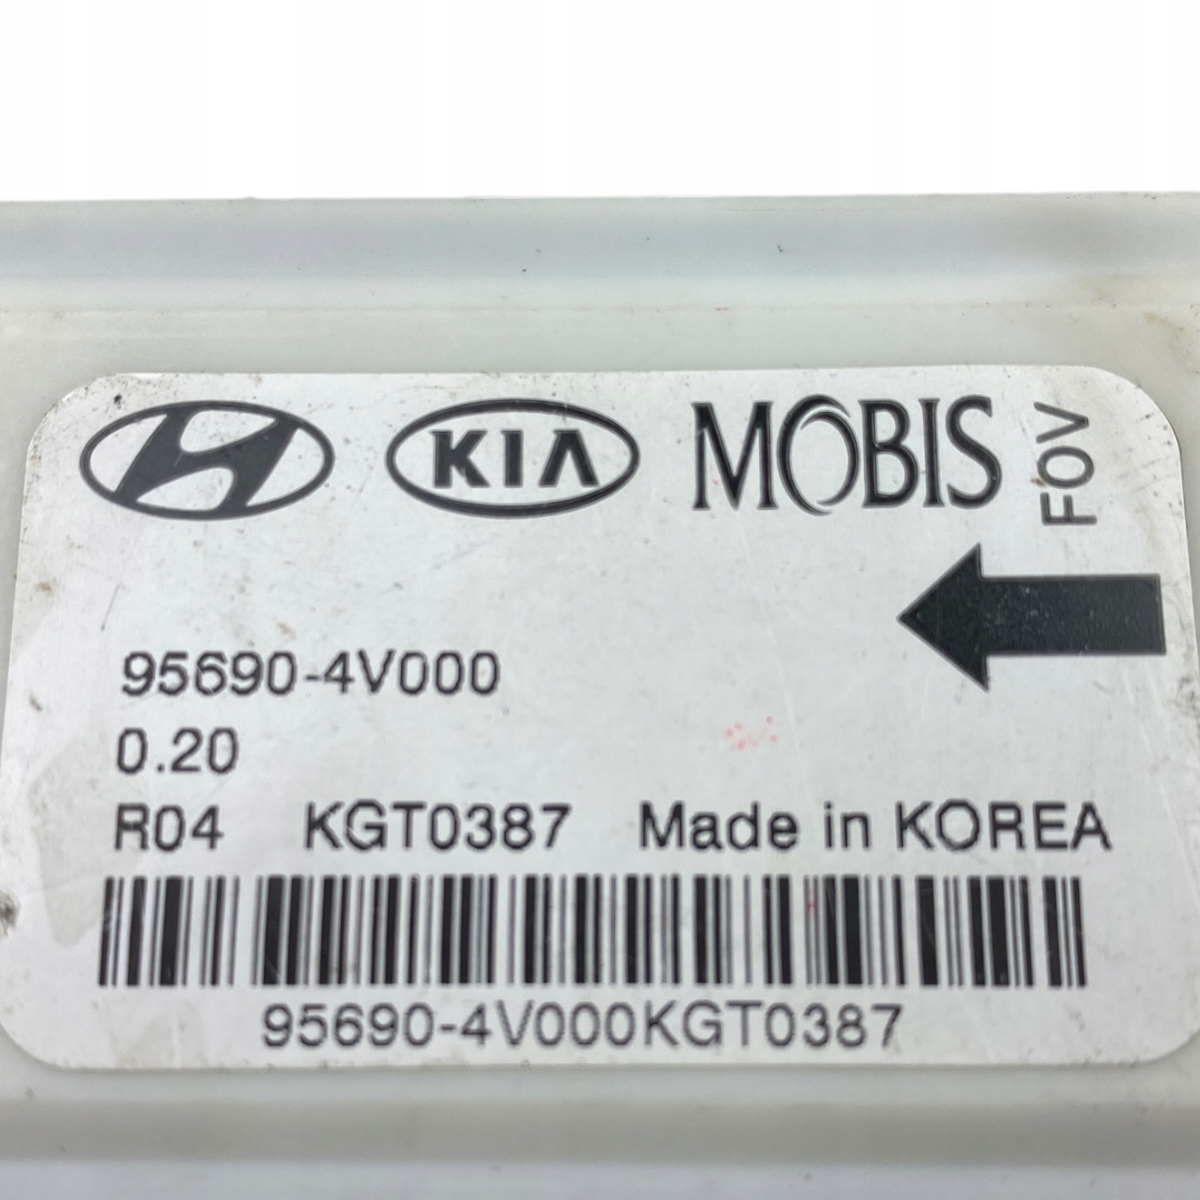 KIA MOBIS
FOV
95690-4V000
0.20
R04 KGT0387 Made in KOREA
95690-4V000KGT0387